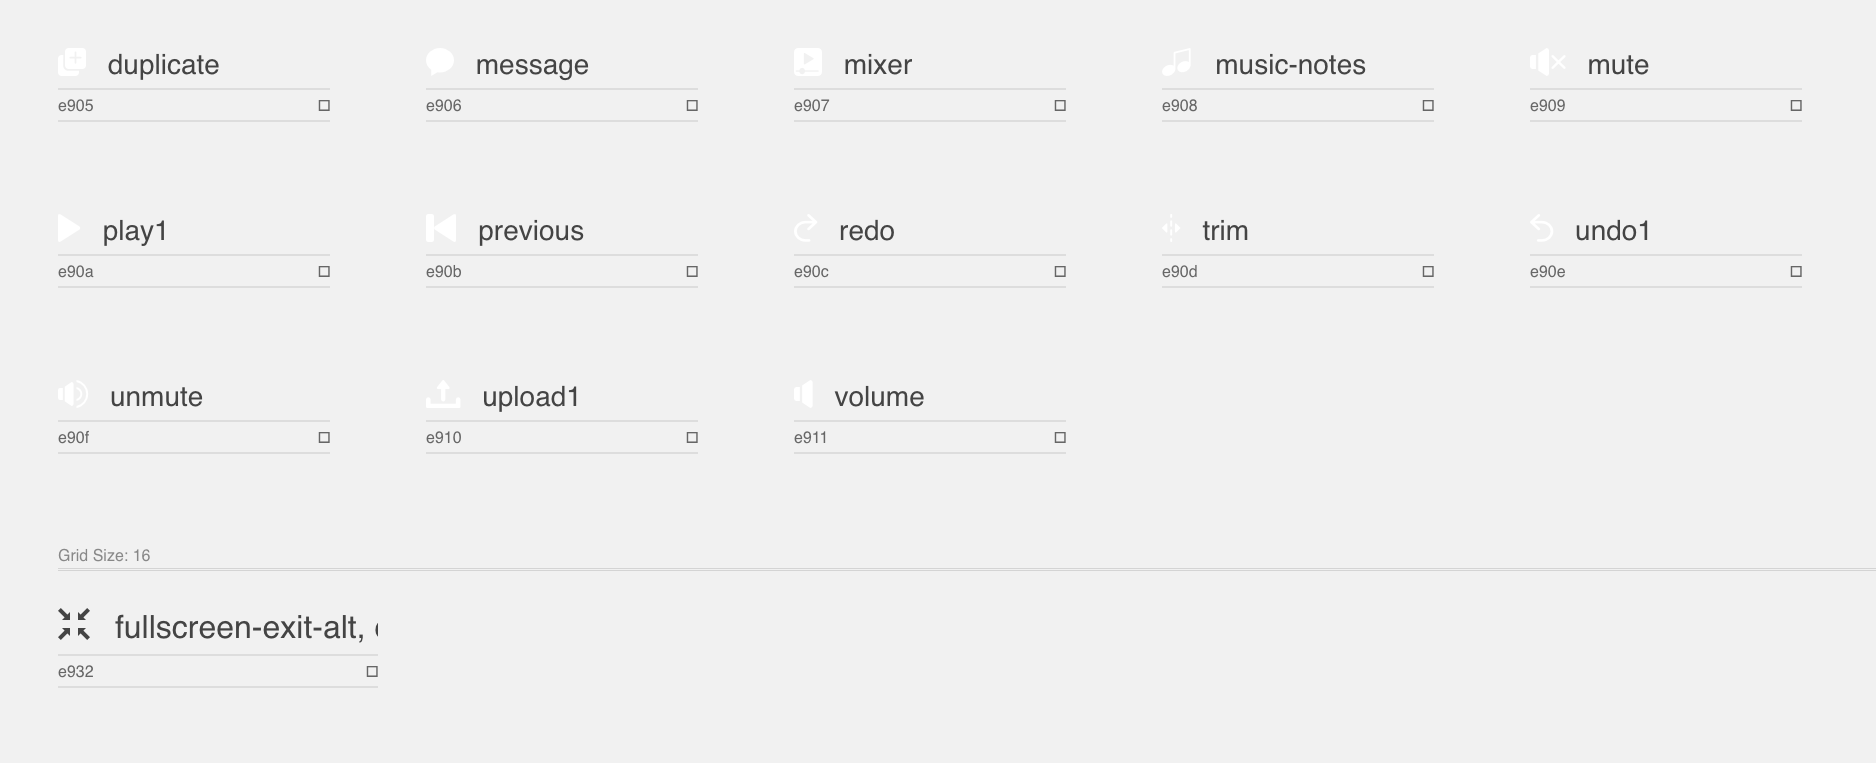 duplicate message mixer music-notes mute
e905 e906 e907 e908 e909
play1 previous redo trim undo1
e90a e90b e90c e90d e90e
unmute upload1 volume
e90f e910 e911
Grid Size: 16
fullscreen-exit-alt,
e932